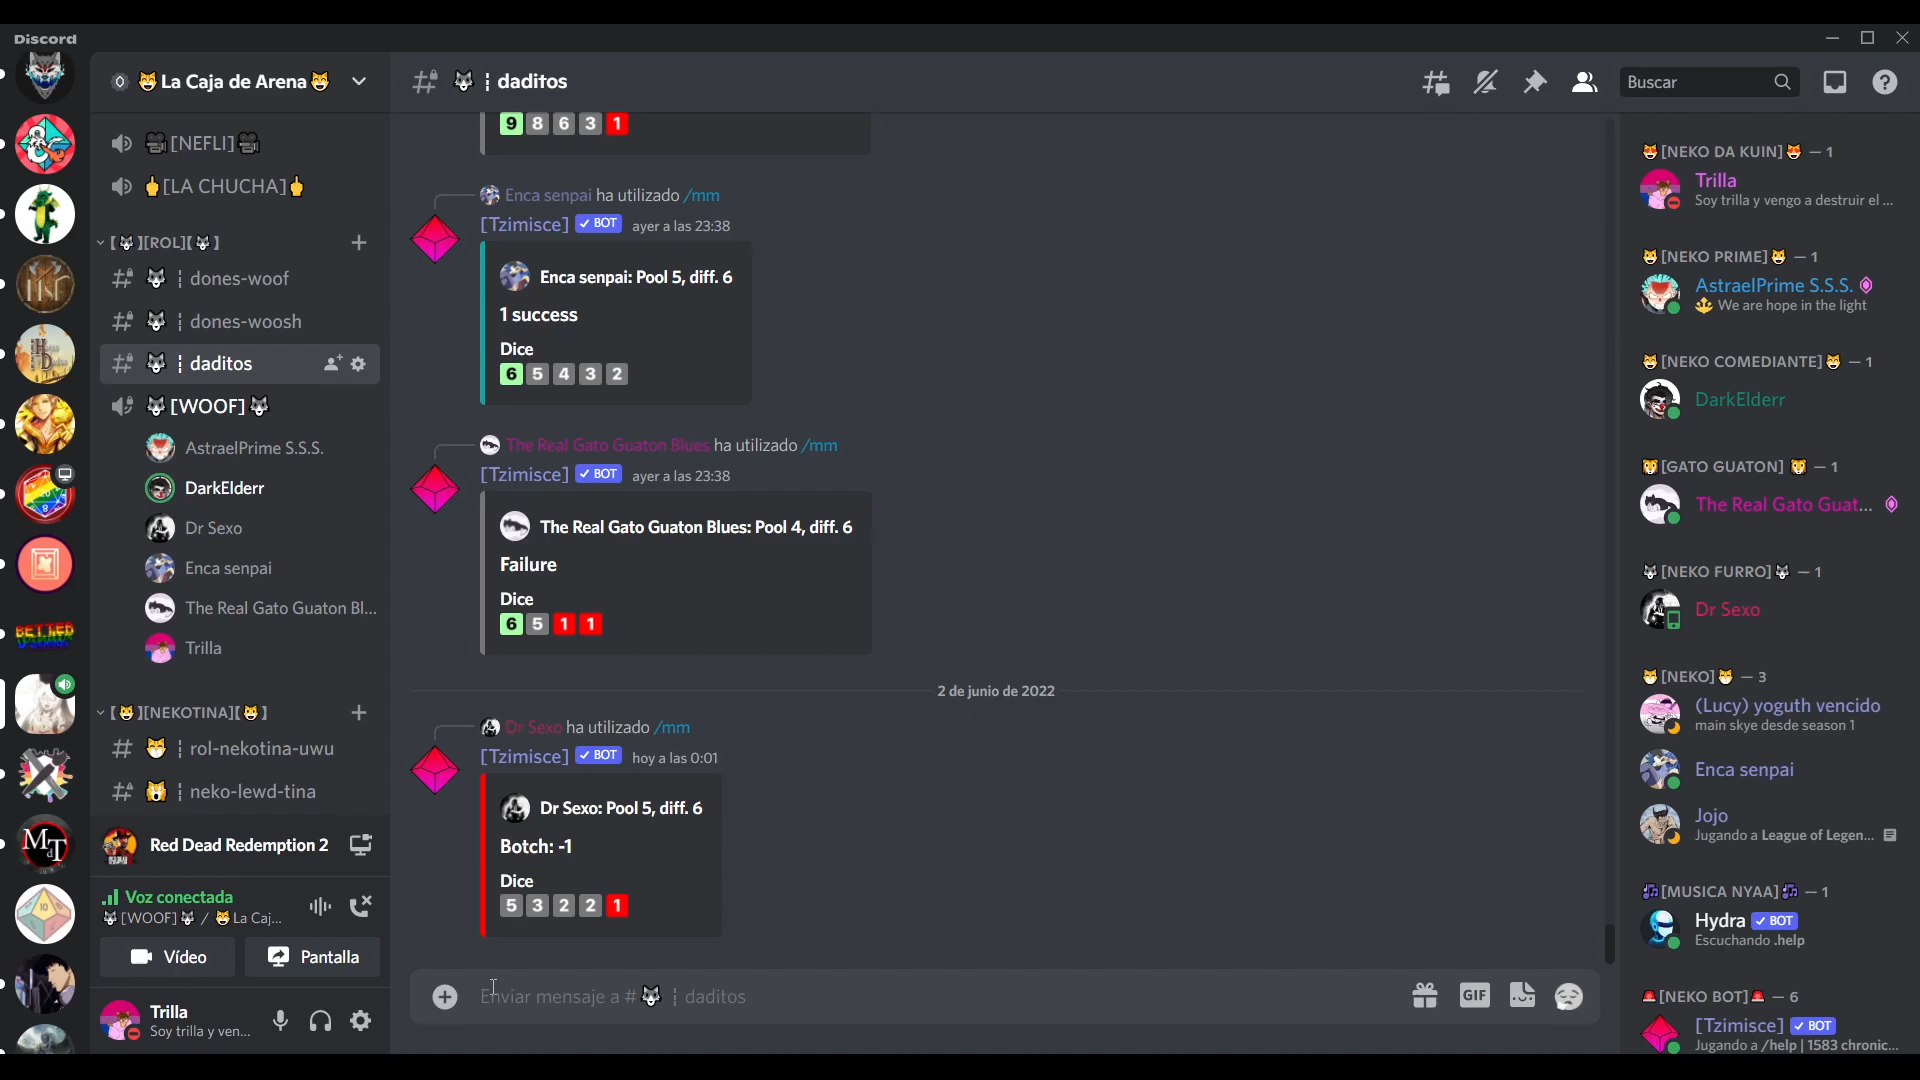 Discord
La Caja de Arena
[NEFLI]
[LA CHUCHA]
[ ][ROL][ ]
dones-woof
dones-woosh
daditos
[WOOF]
AstraelPrime S.S.S.
DarkElderr
Dr Sexo
Enca senpai
The Real Gato Guaton Bl...
Trilla
[ ][NEKOTINA][ ]
rol-nekotina-uwu
neko-lewd-tina
Red Dead Redemption 2
Voz conectada
[WOOF] / La Caj...
Vídeo
Pantalla
Trilla
Soy trilla y ven...
# ¦ daditos
Buscar
9 8 6 3 1
Enca senpai ha utilizado /mm
[Tzimisce] ✓ BOT ayer a las 23:38
Enca senpai: Pool 5, diff. 6
1 success
Dice
6 5 4 3 2
The Real Gato Guaton Blues ha utilizado /mm
[Tzimisce] ✓ BOT ayer a las 23:38
The Real Gato Guaton Blues: Pool 4, diff. 6
Failure
Dice
6 5 1 1
2 de junio de 2022
Dr Sexo ha utilizado /mm
[Tzimisce] ✓ BOT hoy a las 0:01
Dr Sexo: Pool 5, diff. 6
Botch: -1
Dice
5 3 2 2 1
Enviar mensaje a # ¦ daditos
GIF
[NEKO DA KUIN] — 1
Trilla
Soy trilla y vengo a destruir el ...
[NEKO PRIME] — 1
AstraelPrime S.S.S.
We are hope in the light
[NEKO COMEDIANTE] — 1
DarkElderr
[GATO GUATON] — 1
The Real Gato Guat...
[NEKO FURRO] — 1
Dr Sexo
[NEKO] — 3
(Lucy) yoguth vencido
main skye desde season 1
Enca senpai
Jojo
Jugando a League of Legen...
[MUSICA NYAA] — 1
Hydra ✓ BOT
Escuchando .help
[NEKO BOT] — 6
[Tzimisce] ✓ BOT
Jugando a /help | 1583 chronic...